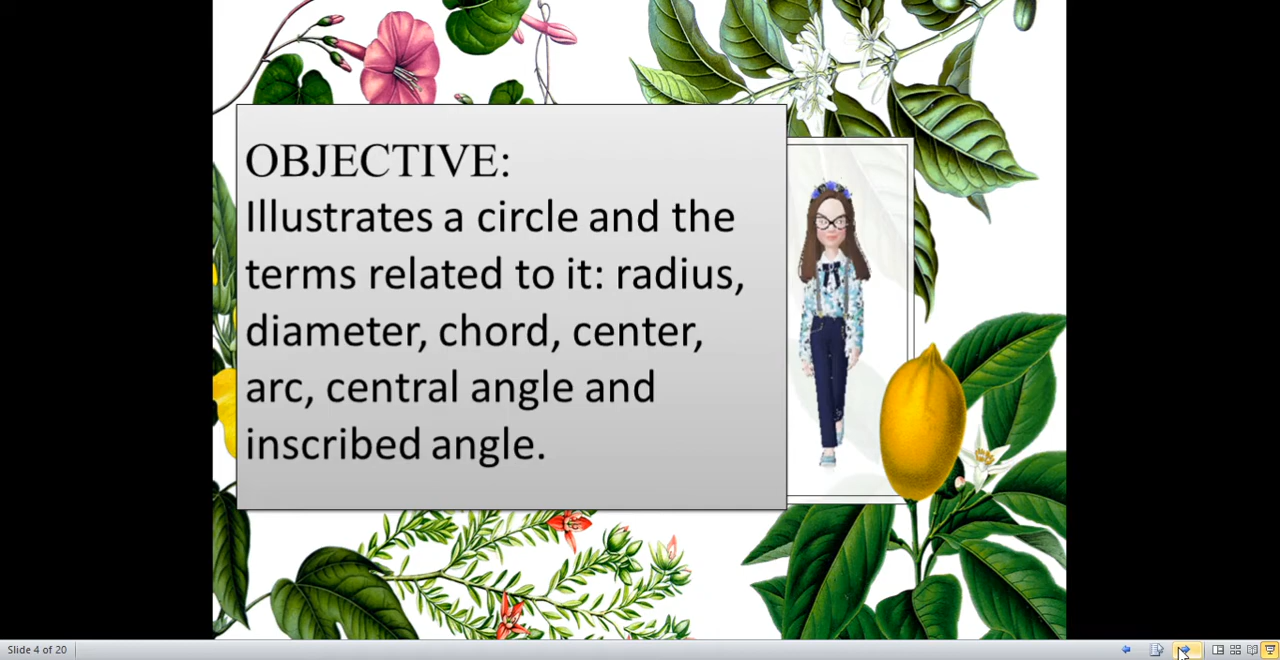 OBJECTIVE:
Illustrates a circle and the
terms related to it: radius,
diameter, chord, center,
arc, central angle and
inscribed angle.
Slide 4 of 20